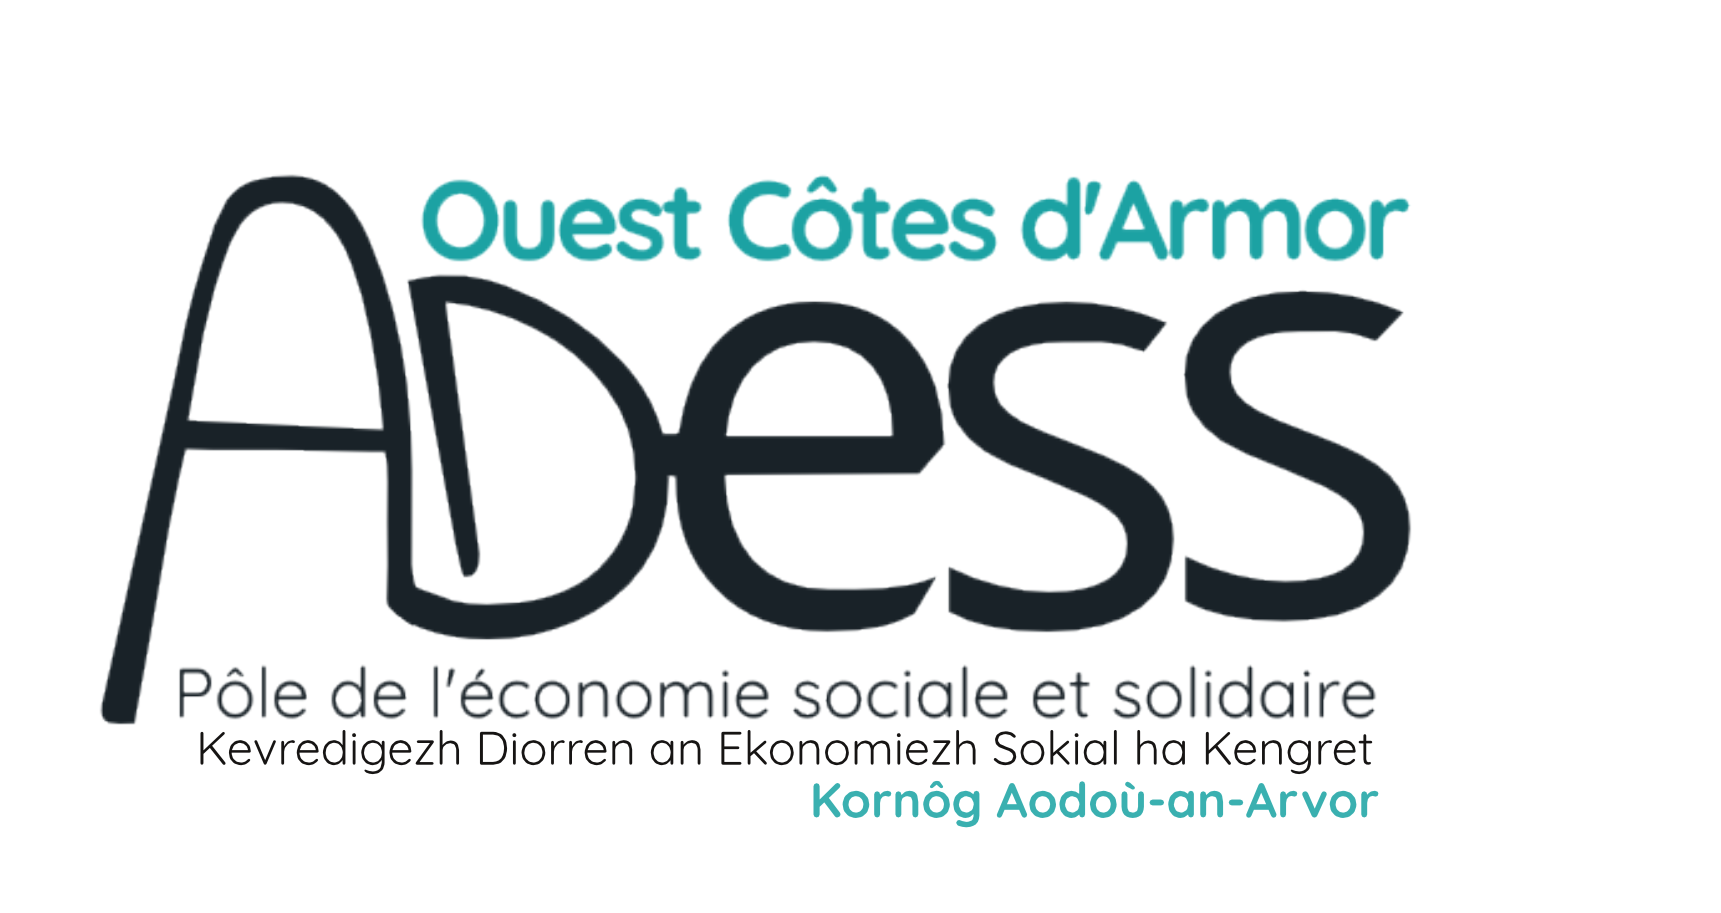 Ouest Côtes d'Armor
ADess
Pôle de l'économie sociale et solidaire
Kevredigezh Diorren an Ekonomiezh Sokial ha Kengret
Kornôg Aodoù-an-Arvor